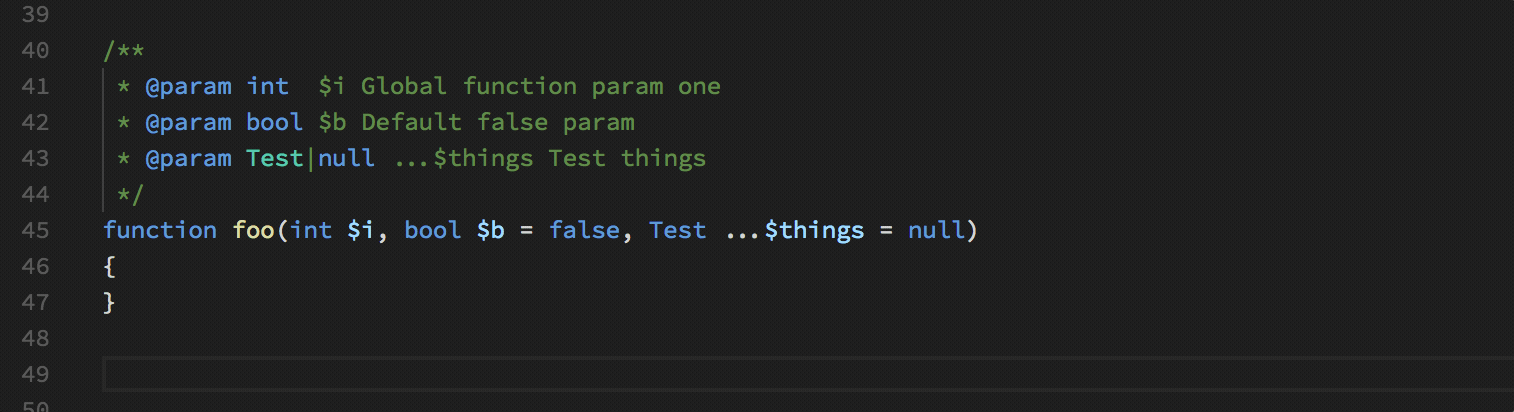 39
40 /**
41  * @param int  $i Global function param one
42  * @param bool $b Default false param
43  * @param Test|null ...$things Test things
44  */
45 function foo(int $i, bool $b = false, Test ...$things = null)
46 {
47 }
48
49
50